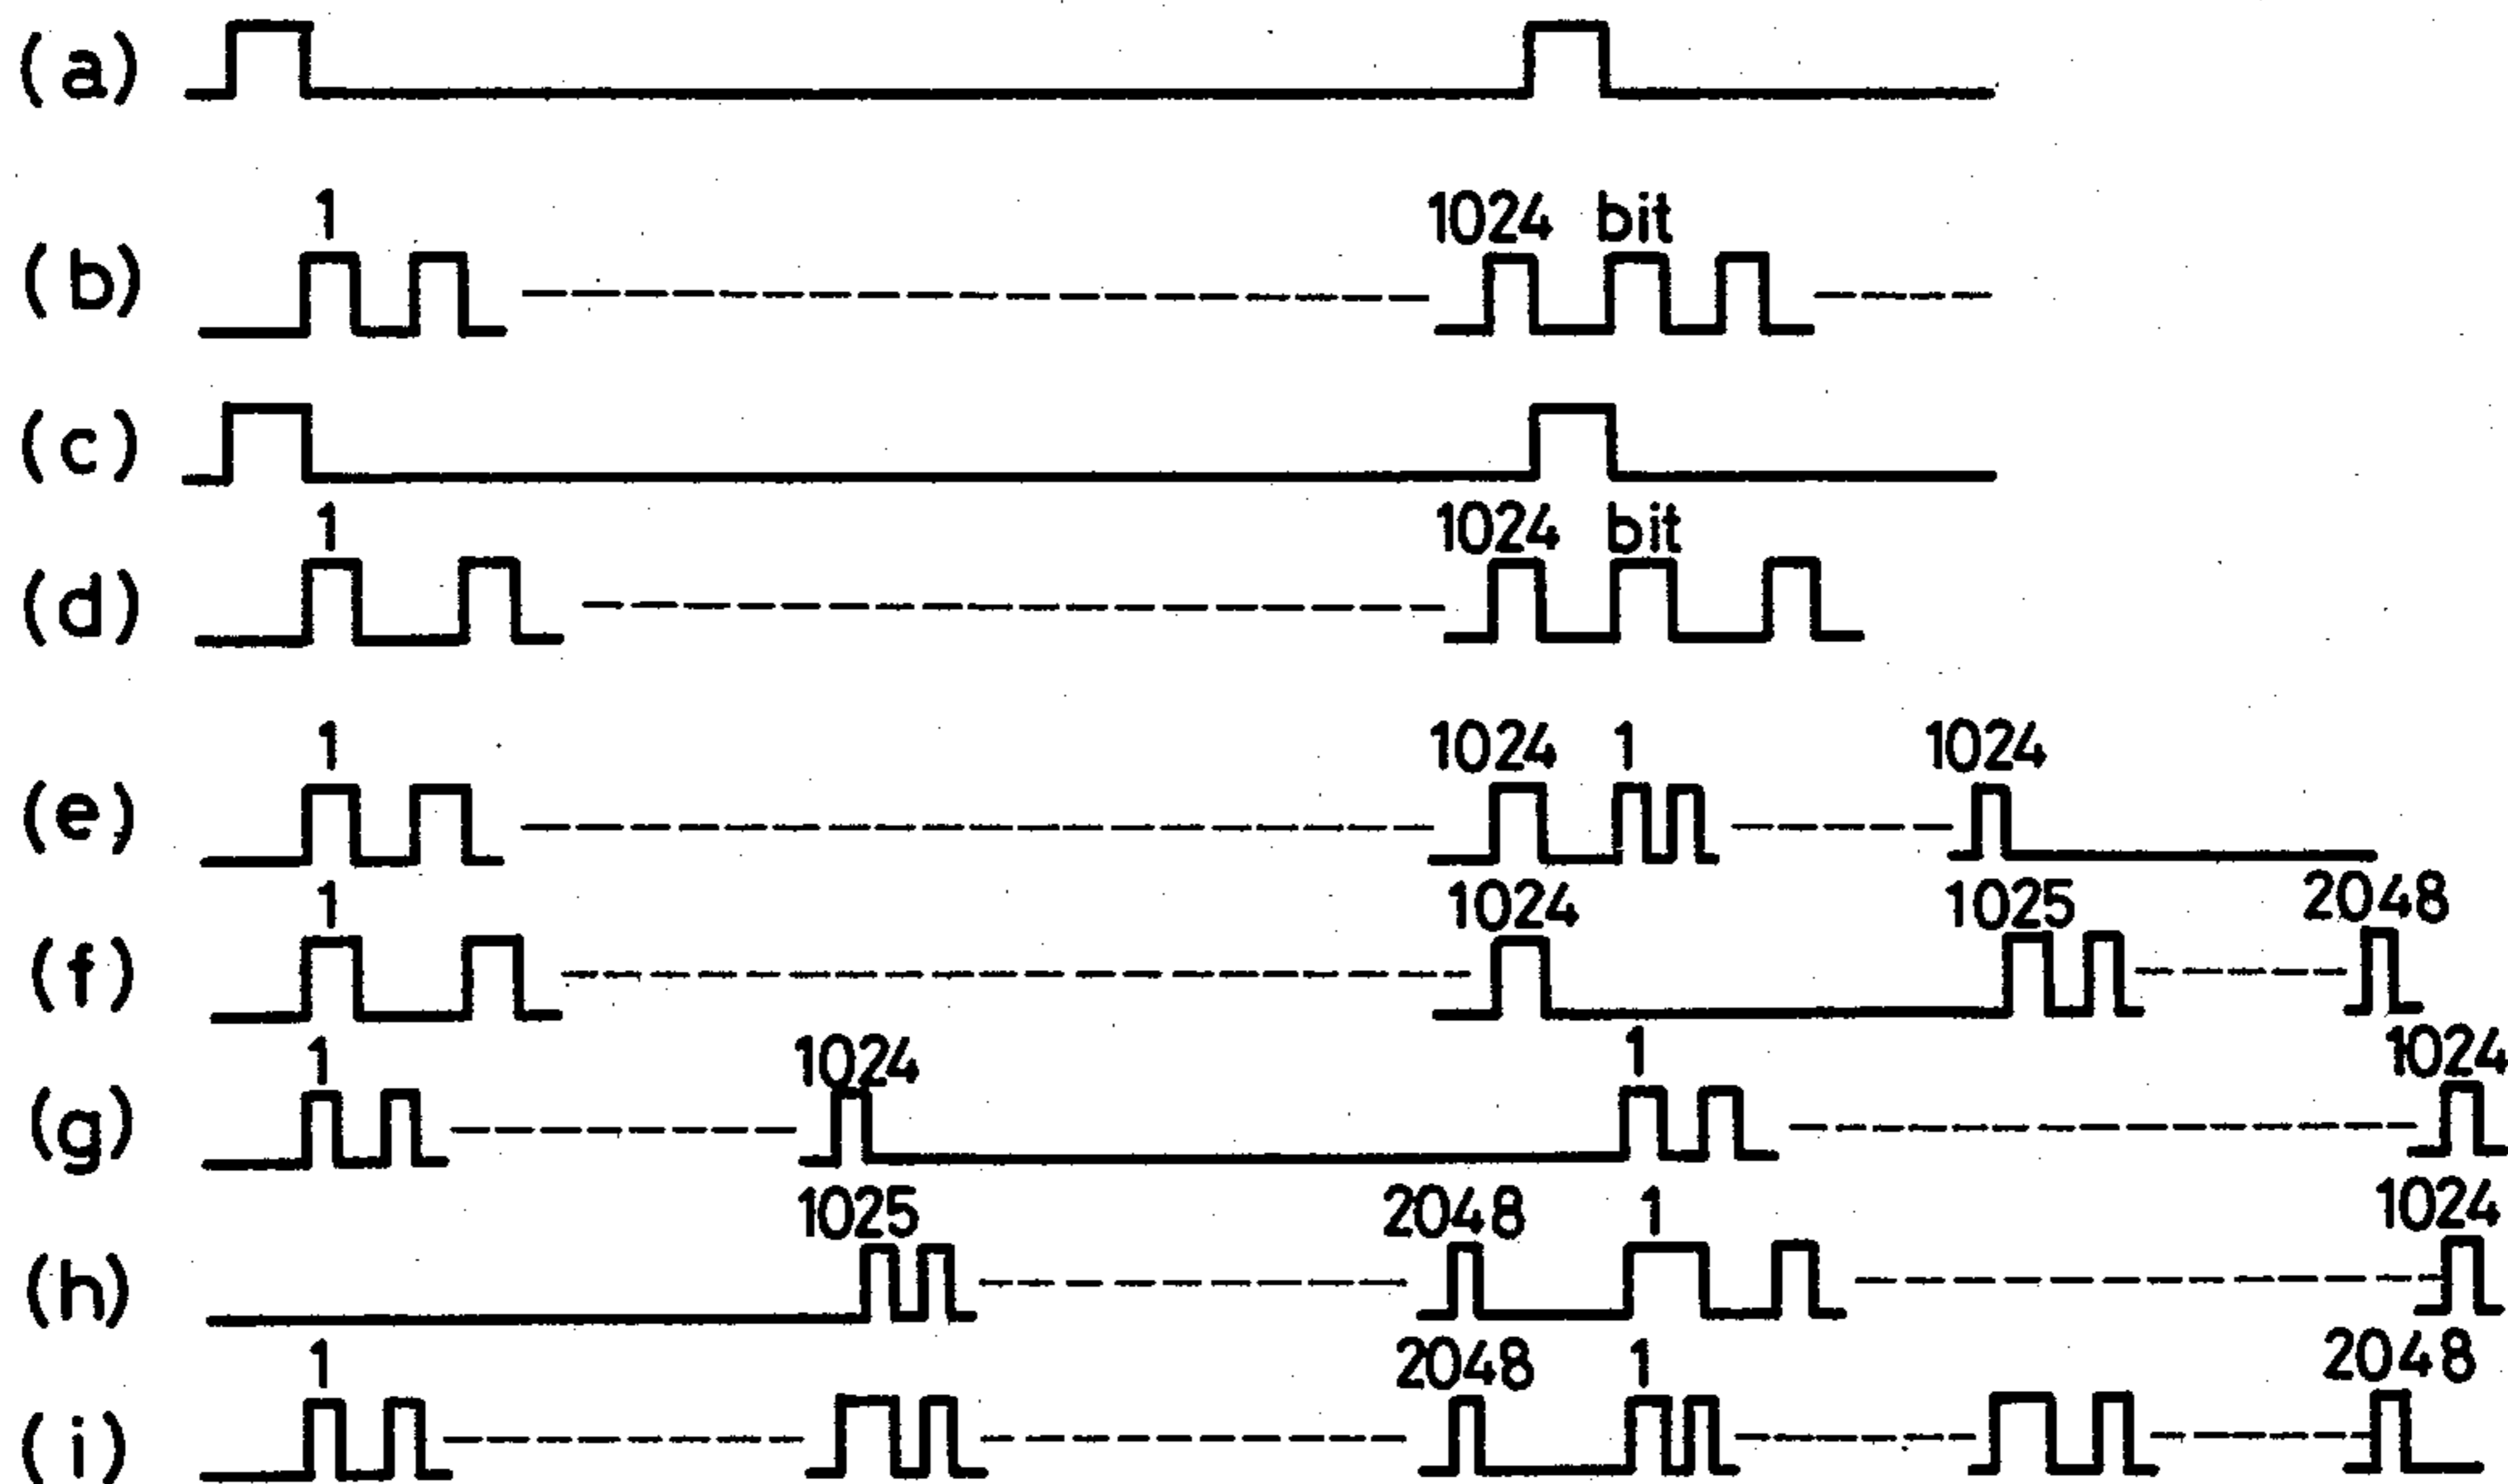 (a)
1 1024 bit
(b)
(c)
1 1024 bit
(d)
1 1024 1 1024
(e)
1 1024 1025 2048
(f)
1 1024 1 1024
(g)
1025 2048 1 1024
(h)
1 2048 1 2048
(i)